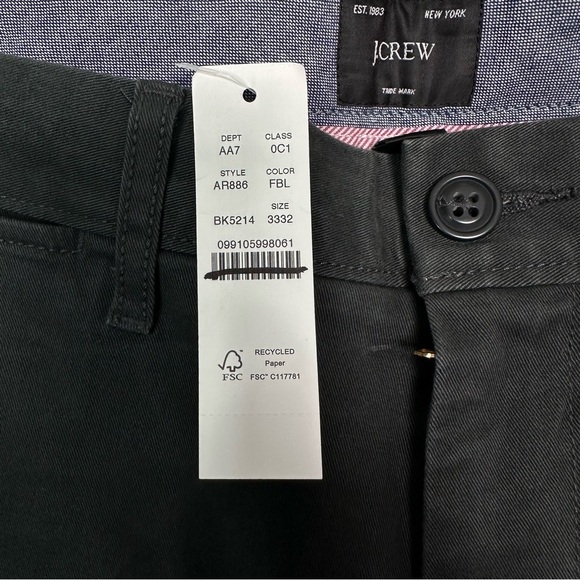 EST. 1983 NEW YORK
J.CREW
TRADE MARK
DEPT CLASS
AA7 0C1
STYLE COLOR
AR886 FBL
SIZE
BK5214 3332
099105998061
FSC
RECYCLED
Paper
FSC™ C117781